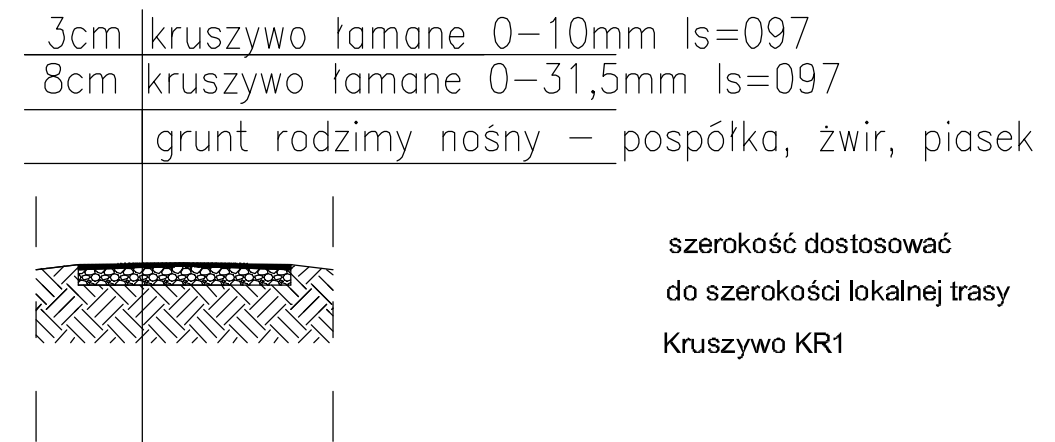 3cm kruszywo łamane 0-10mm Is=097
8cm kruszywo łamane 0-31,5mm Is=097
grunt rodzimy nośny - pospółka, żwir, piasek
szerokość dostosować
do szerokości lokalnej trasy
Kruszywo KR1